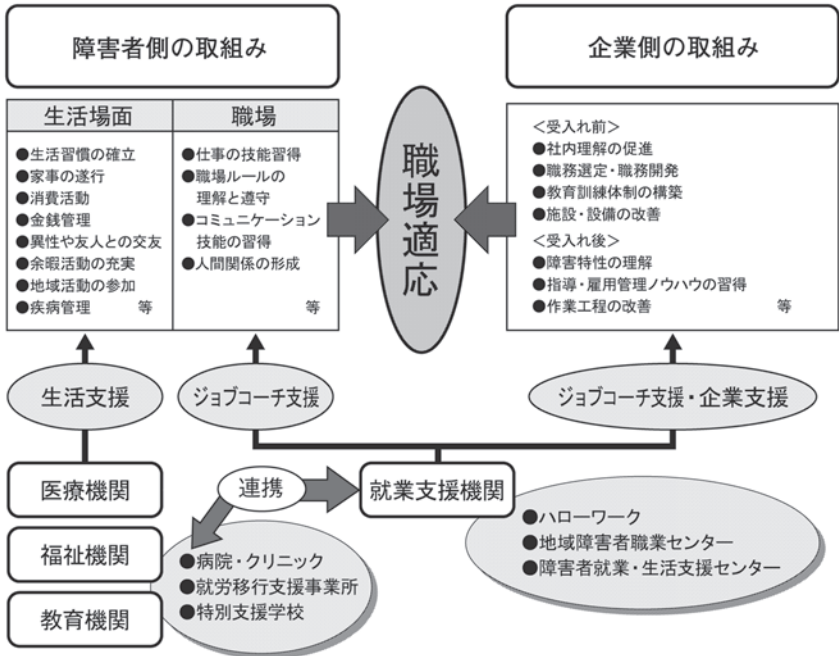 障害者側の取組み
企業側の取組み
生活場面
●生活習慣の確立
●家事の遂行
●消費活動
●金銭管理
●異性や友人との交友
●余暇活動の充実
●地域活動の参加
●疾病管理　　等
職場
●仕事の技能習得
●職場ルールの
理解と遵守
●コミュニケーション
技能の習得
●人間関係の形成
等
職場適応
＜受入れ前＞
●社内理解の促進
●職務選定・職務開発
●教育訓練体制の構築
●施設・設備の改善
＜受入れ後＞
●障害特性の理解
●指導・雇用管理ノウハウの習得
●作業工程の改善　　等
生活支援
ジョブコーチ支援
ジョブコーチ支援・企業支援
医療機関
福祉機関
教育機関
連携
就業支援機関
●病院・クリニック
●就労移行支援事業所
●特別支援学校
●ハローワーク
●地域障害者職業センター
●障害者就業・生活支援センター